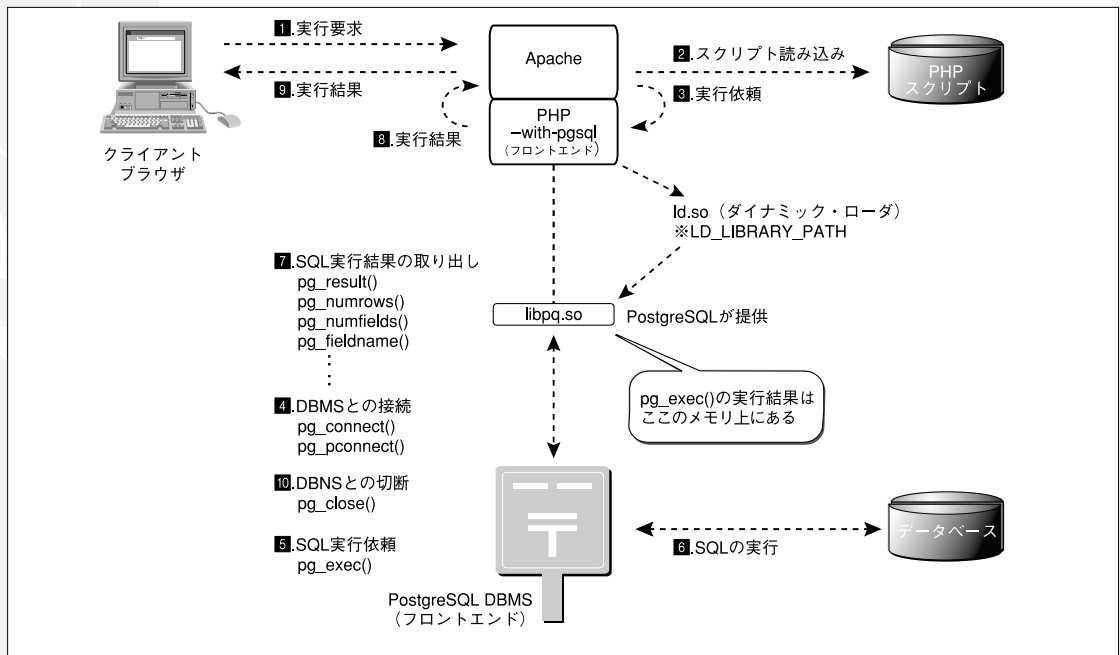 1.実行要求
Apache
2.スクリプト読み込み
PHP
スクリプト
9.実行結果
3.実行依頼
PHP
–with-pgsql
(フロントエンド)
8.実行結果
クライアント
ブラウザ
ld.so（ダイナミック・ローダ）
※LD_LIBRARY_PATH
7.SQL実行結果の取り出し
pg_result()
pg_numrows()
pg_numfields()
pg_fieldname()
libpq.so
PostgreSQLが提供
pg_exec()の実行結果は
ここのメモリ上にある
4.DBMSとの接続
pg_connect()
pg_pconnect()
10.DBNSとの切断
pg_close()
5.SQL実行依頼
pg_exec()
6.SQLの実行
データベース
PostgreSQL DBMS
（フロントエンド）